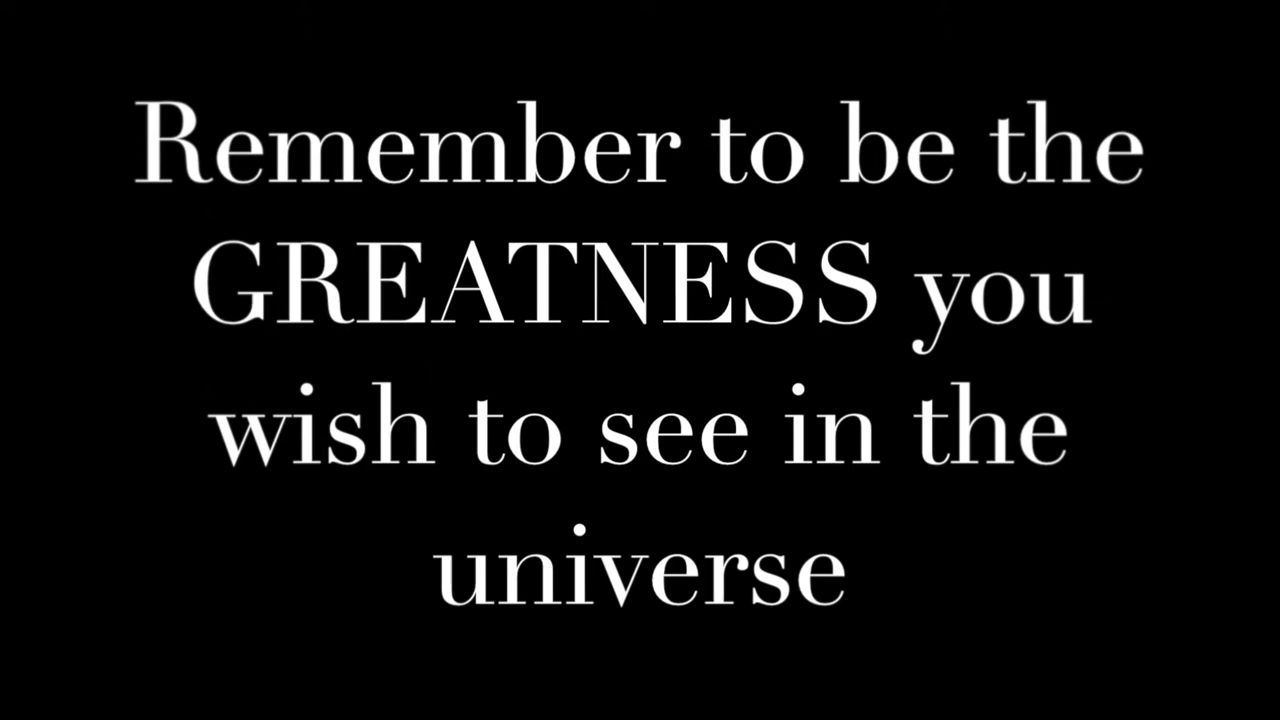 Remember to be the
GREATNESS you
wish to see in the
universe